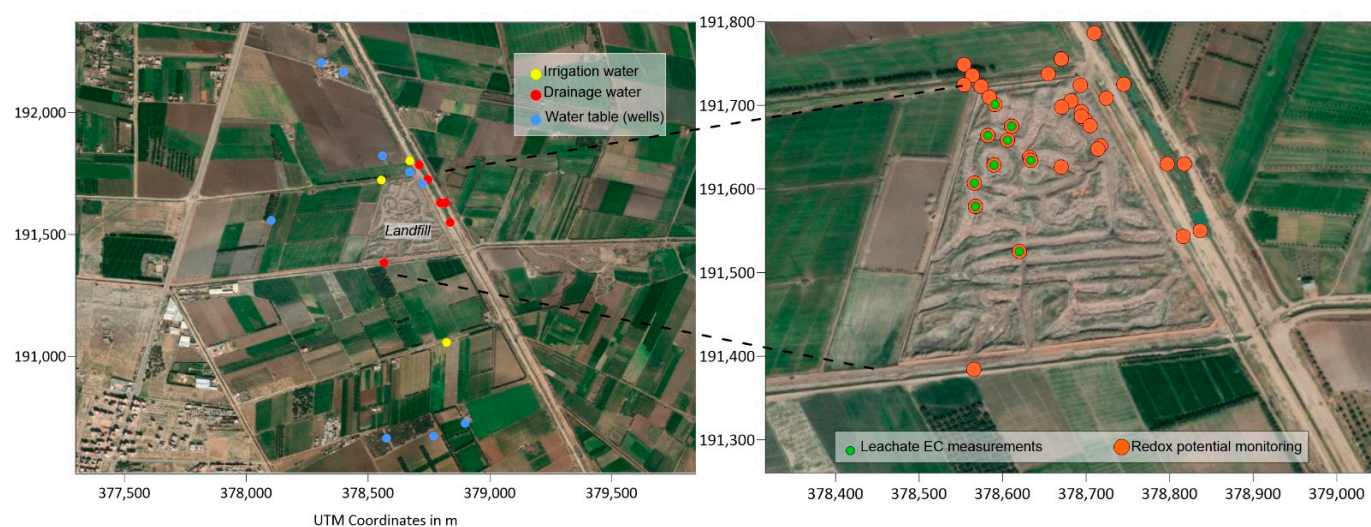 Irrigation water
Drainage water
Water table (wells)
Landfill
192,000
191,500
191,000
377,500 378,000 378,500 379,000 379,500
UTM Coordinates in m
191,800
191,700
191,600
191,500
191,400
191,300
Leachate EC measurements Redox potential monitoring
378,400 378,500 378,600 378,700 378,800 378,900 379,000